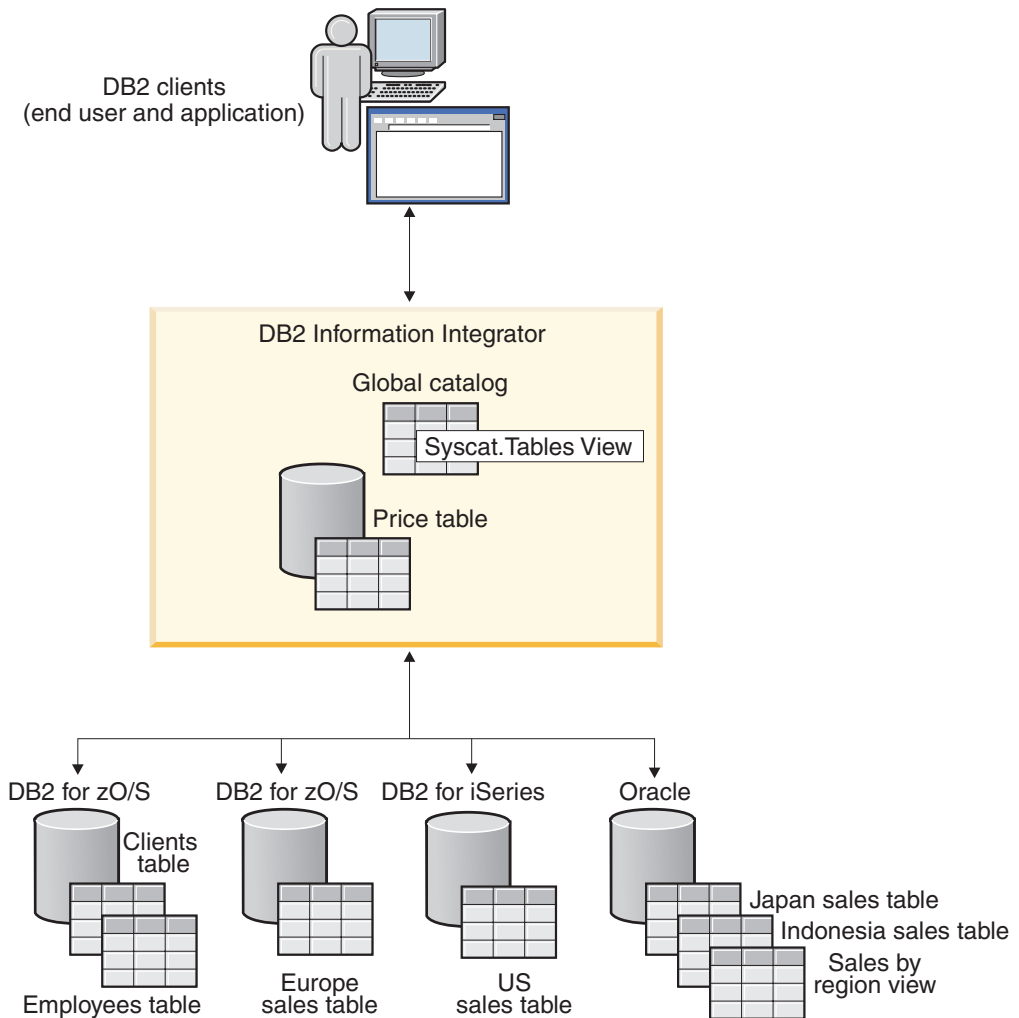 DB2 clients
(end user and application)
DB2 Information Integrator
Global catalog
Syscat.Tables View
Price table
DB2 for zO/S
DB2 for zO/S
DB2 for iSeries
Oracle
Clients
table
Employees table
Europe
sales table
US
sales table
Japan sales table
Indonesia sales table
Sales by
region view